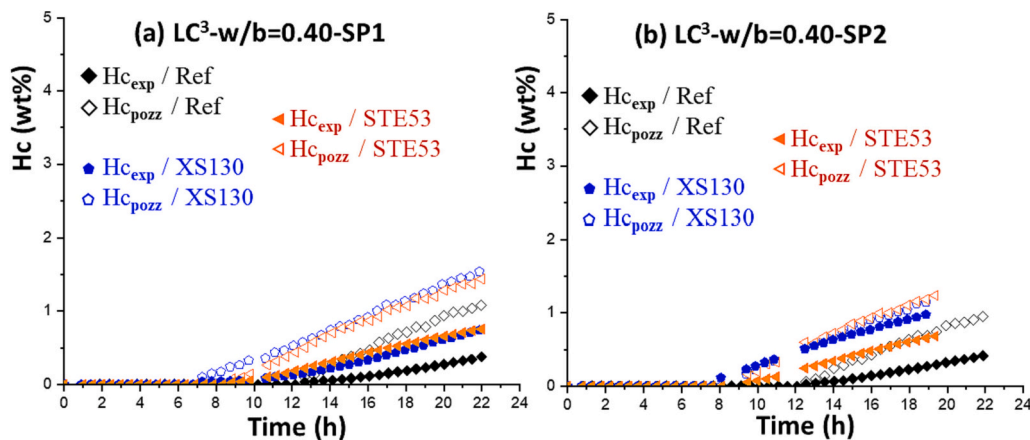 (a) LC³-w/b=0.40-SP1
Hc (wt%)
5
4
3
2
1
0
Hcexp / Ref
Hcpozz / Ref
Hcexp / STE53
Hcpozz / STE53
Hcexp / XS130
Hcpozz / XS130
0 2 4 6 8 10 12 14 16 18 20 22 24
Time (h)
(b) LC³-w/b=0.40-SP2
Hc (wt%)
5
4
3
2
1
0
Hcexp / Ref
Hcpozz / Ref
Hcexp / STE53
Hcpozz / STE53
Hcexp / XS130
Hcpozz / XS130
0 2 4 6 8 10 12 14 16 18 20 22 24
Time (h)